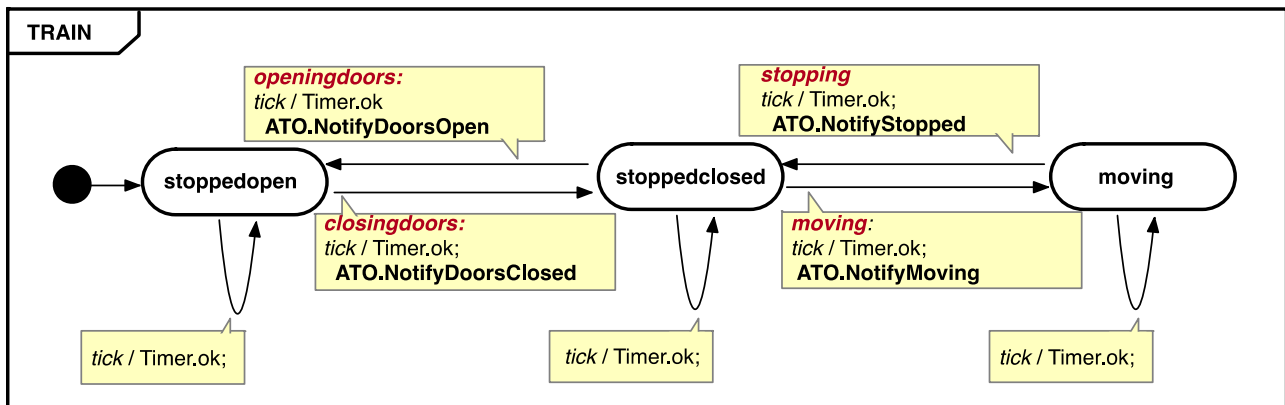 TRAIN
openingdoors:
tick / Timer.ok
ATO.NotifyDoorsOpen
stopping
tick / Timer.ok;
ATO.NotifyStopped
stoppedopen
stoppedclosed
moving
closingdoors:
tick / Timer.ok;
ATO.NotifyDoorsClosed
moving:
tick / Timer.ok;
ATO.NotifyMoving
tick / Timer.ok;
tick / Timer.ok;
tick / Timer.ok;